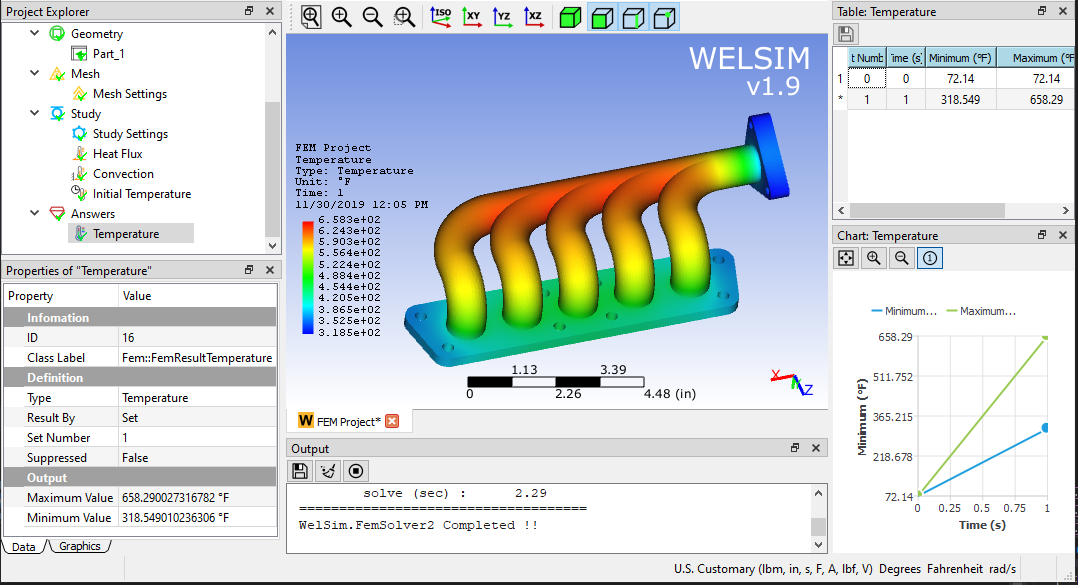 Project Explorer
Geometry
Part_1
Mesh
Mesh Settings
Study
Study Settings
Heat Flux
Convection
Initial Temperature
Answers
Temperature
Properties of "Temperature"
Property Value
Infomation
ID 16
Class Label Fem::FemResultTemperature
Definition
Type Temperature
Result By Set
Set Number 1
Suppressed False
Output
Maximum Value 658.290027316782 °F
Minimum Value 318.549010236306 °F
Data Graphics
ISO XY YZ XZ
WELSIM
v1.9
FEM Project
Temperature
Type: Temperature
Unit: °F
Time: 1
11/30/2019 12:05 PM
6.583e+02
6.243e+02
5.903e+02
5.564e+02
5.224e+02
4.884e+02
4.544e+02
4.205e+02
3.865e+02
3.525e+02
3.185e+02
1.13 3.39
0 2.26 4.48 (in)
X Y Z
W FEM Project*
Output
solve (sec) : 2.29
====================================
WelSim.FemSolver2 Completed !!
Table: Temperature
t Numb Time (s) Minimum (°F) Maximum (°F
1 0 0 72.14 72.14
* 1 1 318.549 658.29
Chart: Temperature
1
Minimum... Maximum...
658.29
511.752
365.215
218.678
72.14
Minimum (°F)
0 0.25 0.5 0.75 1
Time (s)
U.S. Customary (lbm, in, s, F, A, lbf, V) Degrees Fahrenheit rad/s